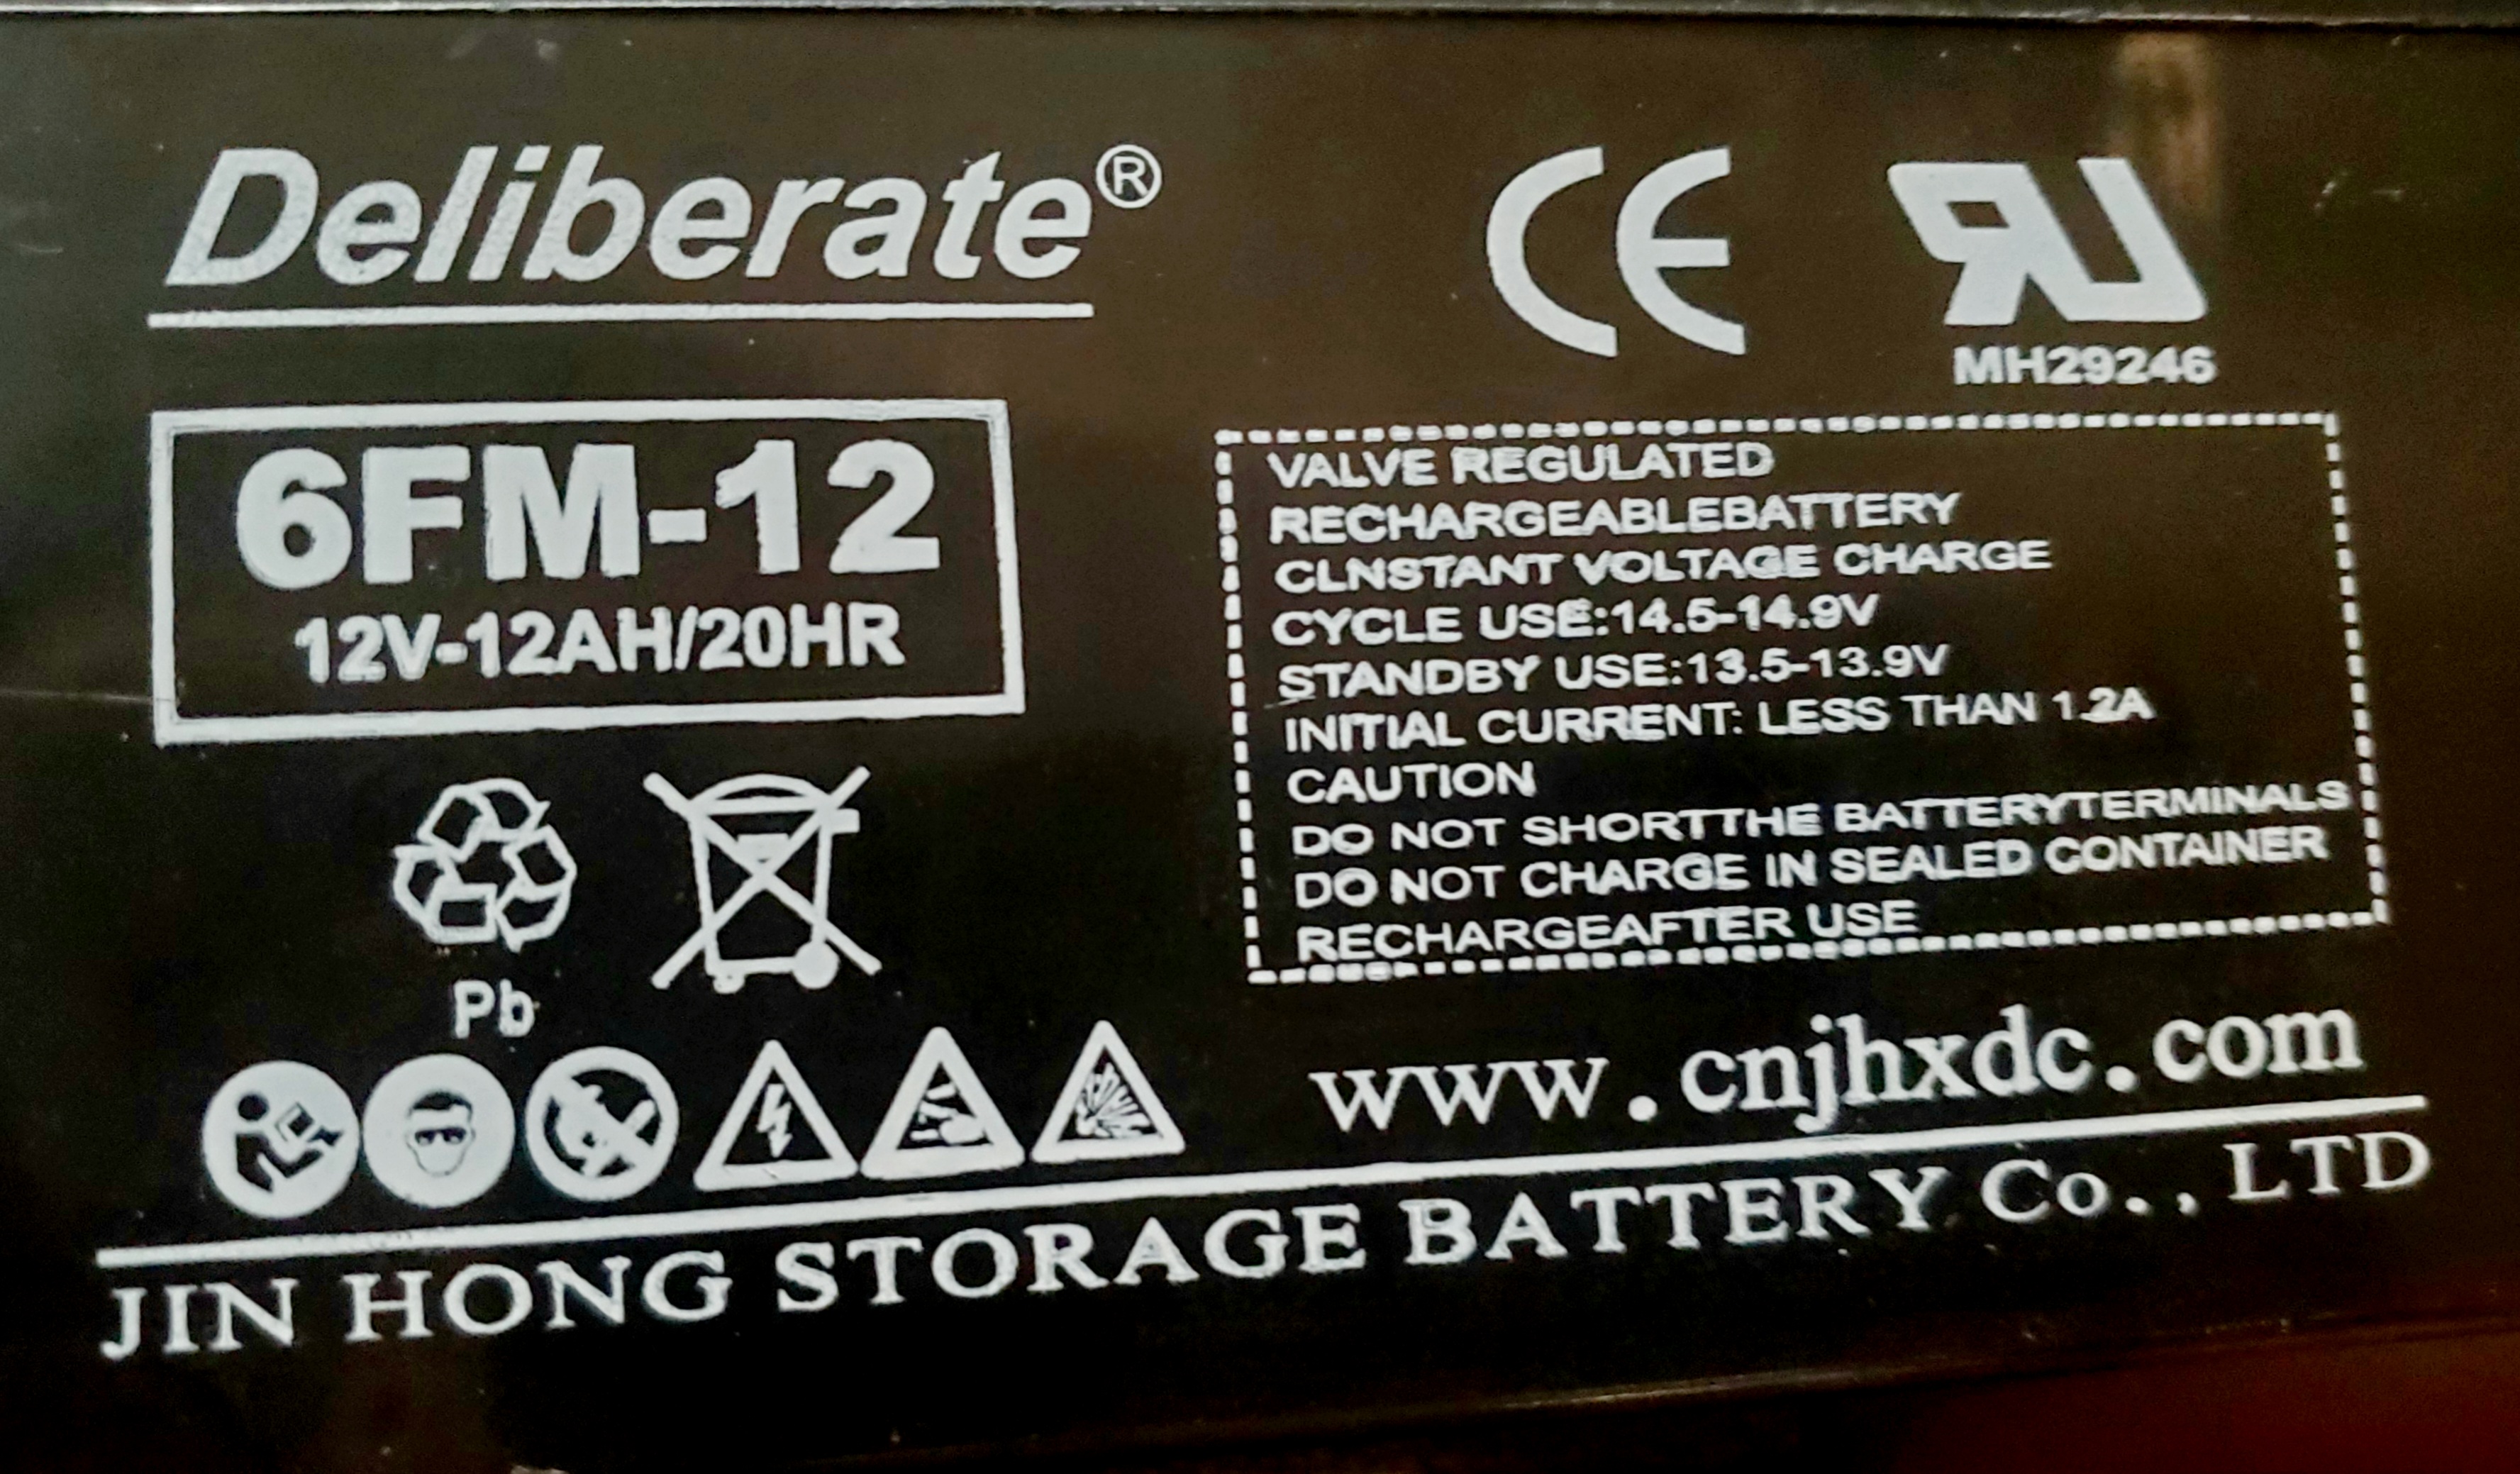 Deliberate®
CE
RU
MH29246
6FM-12
12V-12AH/20HR
VALVE REGULATED
RECHARGEABLEBATTERY
CLNSTANT VOLTAGE CHARGE
CYCLE USE:14.5-14.9V
STANDBY USE:13.5-13.9V
INITIAL CURRENT: LESS THAN 1.2A
CAUTION
DO NOT SHORTTHE BATTERYTERMINALS
DO NOT CHARGE IN SEALED CONTAINER
RECHARGEAFTER USE
Pb
www.cnjhxdc.com
JIN HONG STORAGE BATTERY Co., LTD